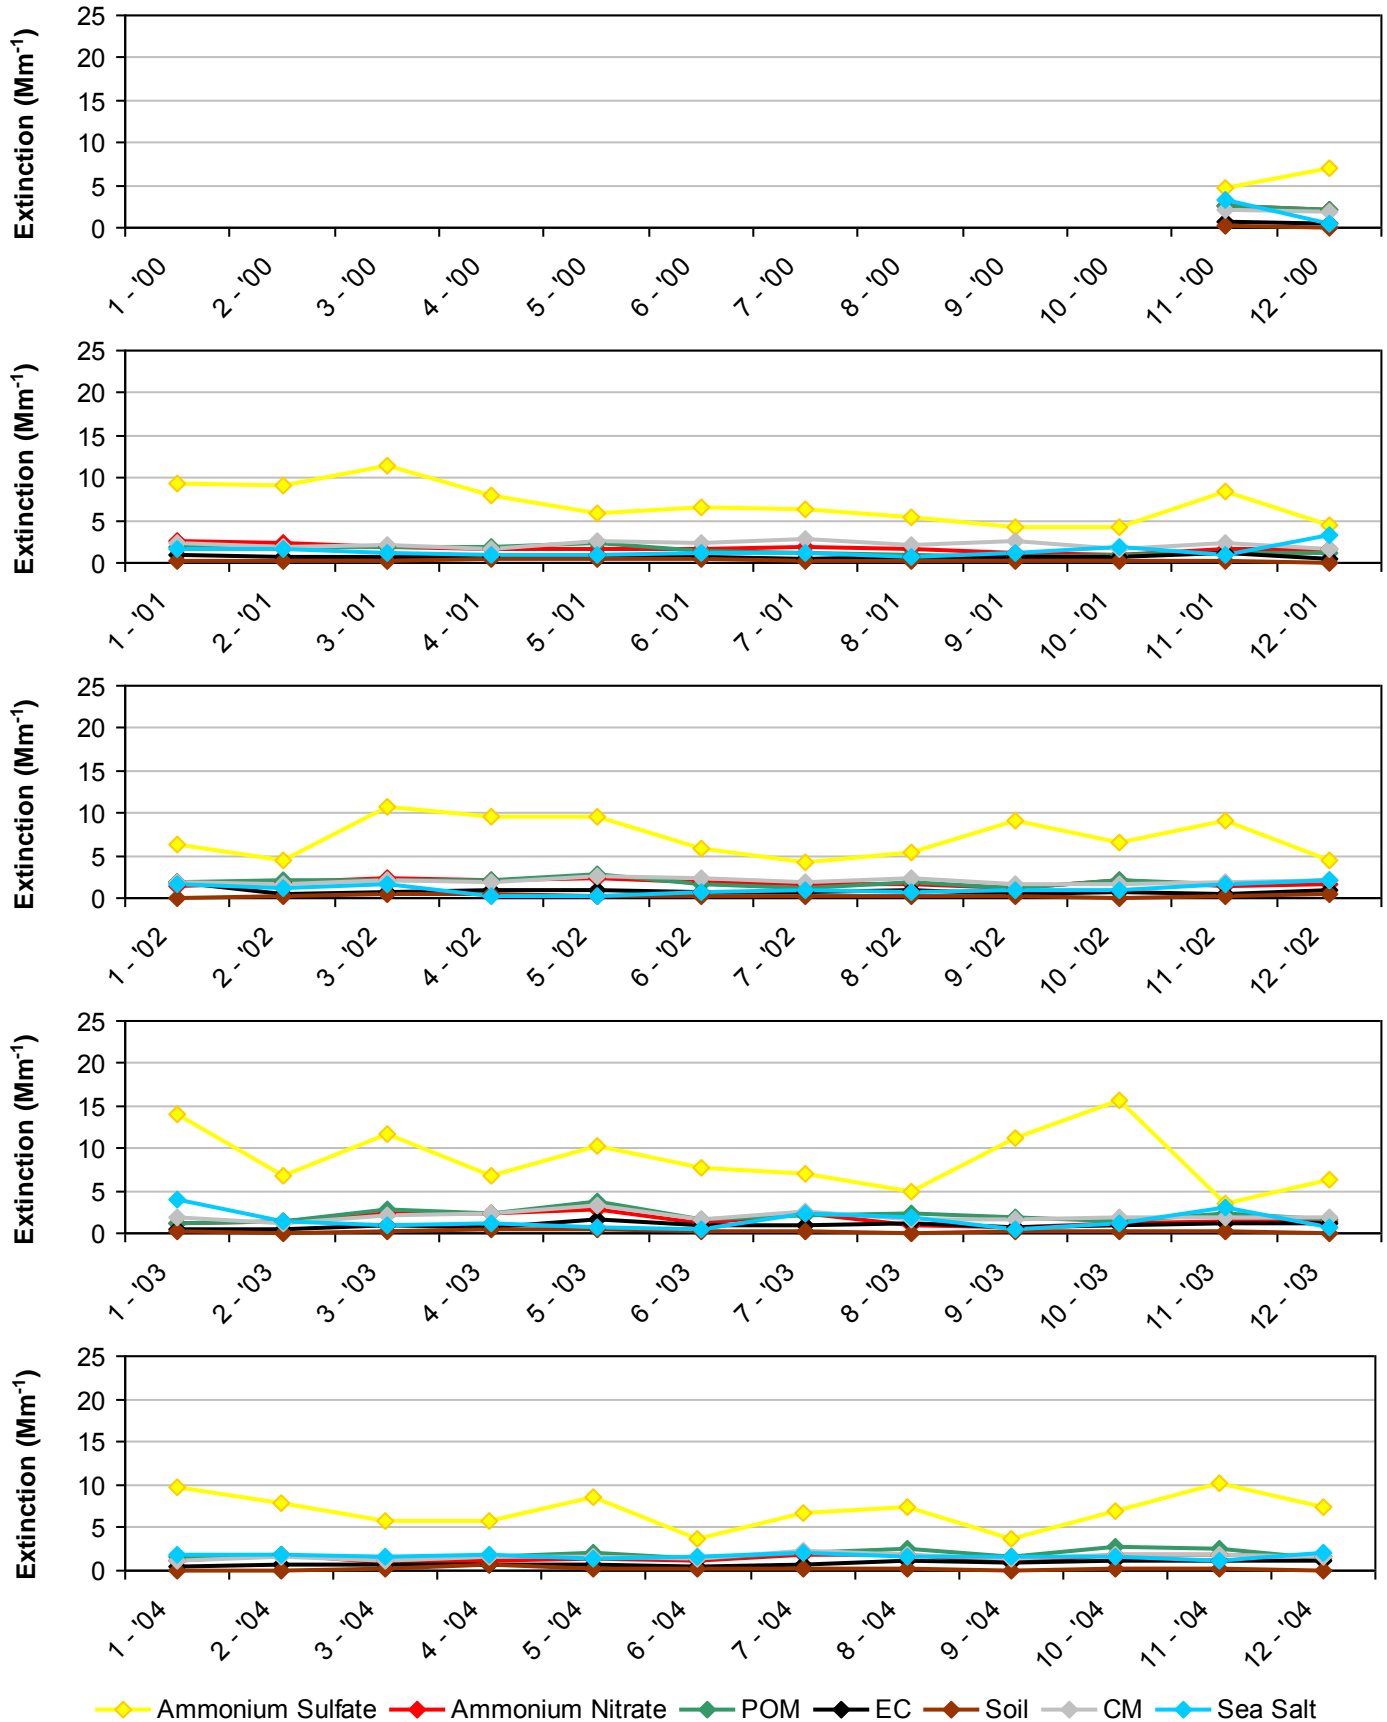 25
20
15
10
5
0
Extinction (Mm-1)
1 - '00
2 - '00
3 - '00
4 - '00
5 - '00
6 - '00
7 - '00
8 - '00
9 - '00
10 - '00
11 - '00
12 - '00
25
20
15
10
5
0
Extinction (Mm-1)
1 - '01
2 - '01
3 - '01
4 - '01
5 - '01
6 - '01
7 - '01
8 - '01
9 - '01
10 - '01
11 - '01
12 - '01
25
20
15
10
5
0
Extinction (Mm-1)
1 - '02
2 - '02
3 - '02
4 - '02
5 - '02
6 - '02
7 - '02
8 - '02
9 - '02
10 - '02
11 - '02
12 - '02
25
20
15
10
5
0
Extinction (Mm-1)
1 - '03
2 - '03
3 - '03
4 - '03
5 - '03
6 - '03
7 - '03
8 - '03
9 - '03
10 - '03
11 - '03
12 - '03
25
20
15
10
5
0
Extinction (Mm-1)
1 - '04
2 - '04
3 - '04
4 - '04
5 - '04
6 - '04
7 - '04
8 - '04
9 - '04
10 - '04
11 - '04
12 - '04
Ammonium Sulfate Ammonium Nitrate POM EC Soil CM Sea Salt